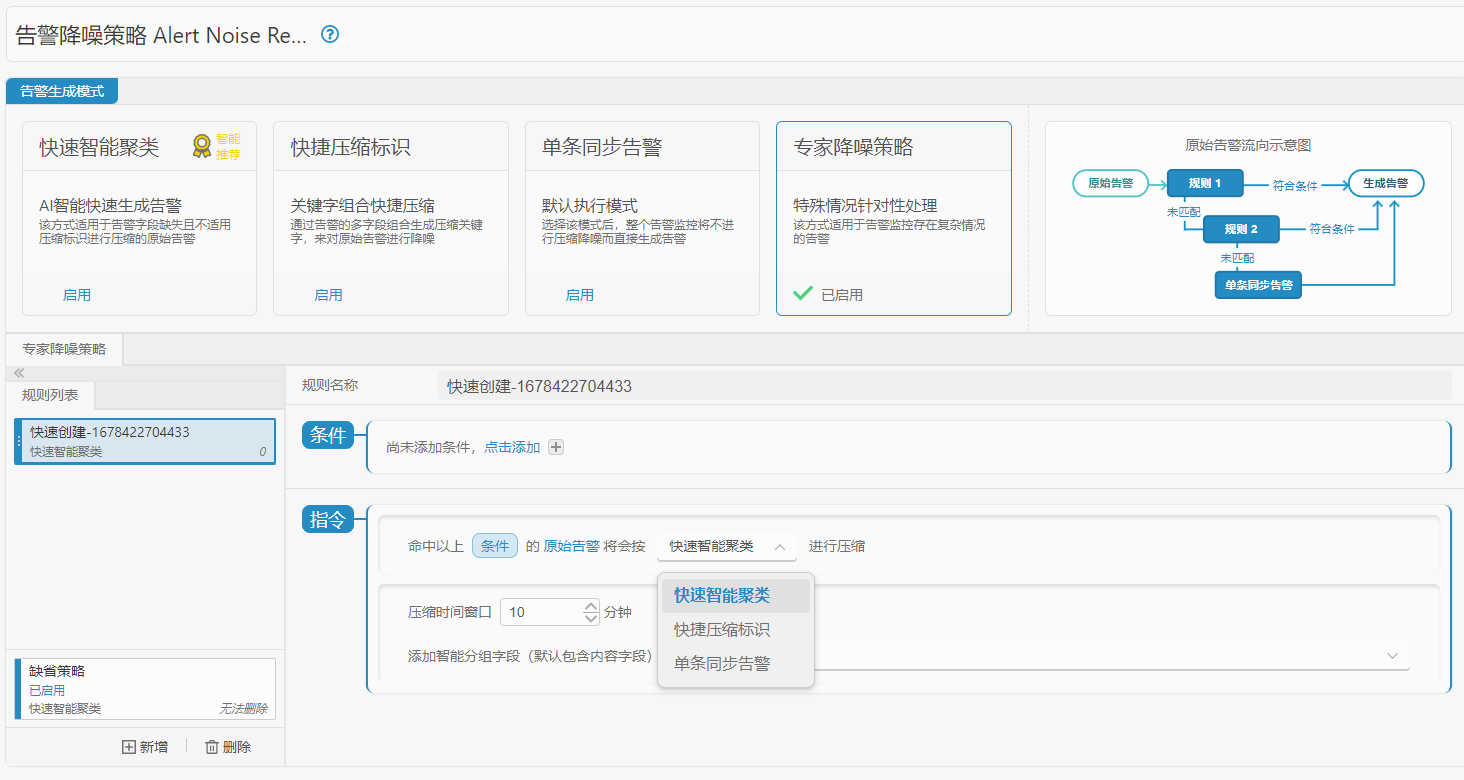 告警降噪策略 Alert Noise Re...
告警生成模式
快速智能聚类
智能
推荐
AI智能快速生成告警
该方式适用于告警字段缺失且不适用
压缩标识进行压缩的原始告警
启用
快捷压缩标识
关键字组合快捷压缩
通过告警的多字段组合生成压缩关键
字，来对原始告警进行降噪
启用
单条同步告警
默认执行模式
选择该模式后，整个告警监控将不进
行压缩降噪而直接生成告警
启用
专家降噪策略
特殊情况针对性处理
该方式适用于告警监控存在复杂情况
的告警
已启用
原始告警流向示意图
原始告警
规则 1
符合条件
生成告警
未匹配
规则 2
符合条件
未匹配
单条同步告警
专家降噪策略
规则列表
快速创建-1678422704433
快速智能聚类 0
缺省策略
已启用
快速智能聚类 无法删除
新增 删除
规则名称 快速创建-1678422704433
条件
尚未添加条件，点击添加
指令
命中以上 条件 的 原始告警 将会按 快速智能聚类 进行压缩
快速智能聚类
快捷压缩标识
单条同步告警
压缩时间窗口 10 分钟
添加智能分组字段（默认包含内容字段）